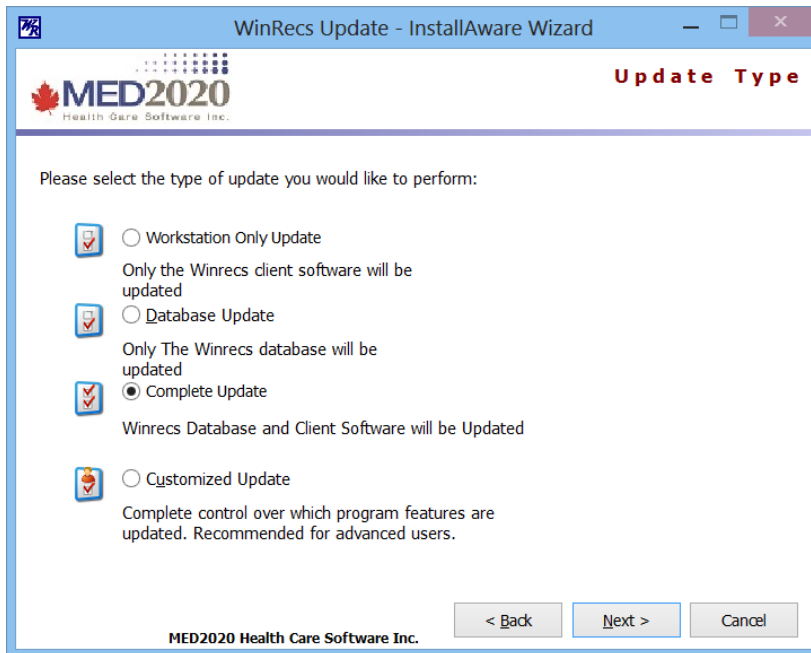 WR
WinRecs Update - InstallAware Wizard
MED2020
Health Care Software Inc.
Update Type
Please select the type of update you would like to perform:
Workstation Only Update
Only the Winrecs client software will be
updated
Database Update
Only The Winrecs database will be
updated
Complete Update
Winrecs Database and Client Software will be Updated
Customized Update
Complete control over which program features are
updated. Recommended for advanced users.
< Back
Next >
Cancel
MED2020 Health Care Software Inc.